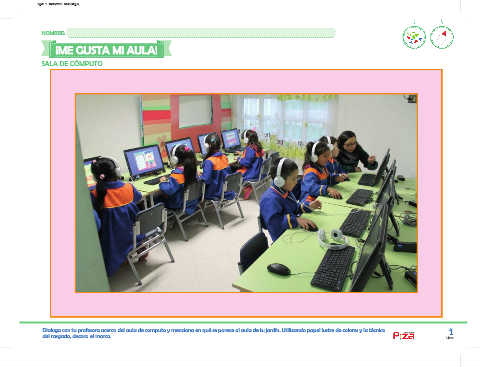 NOMBRE:
¡ME GUSTA MI AULA!
SALA DE CÓMPUTO
Dialoga con tu profesora acerca del aula de computo y menciona en qué se parece al aula de tu jardín. Utilizando papel lustre de colores y la técnica
del rasgado, decora el marco.
1